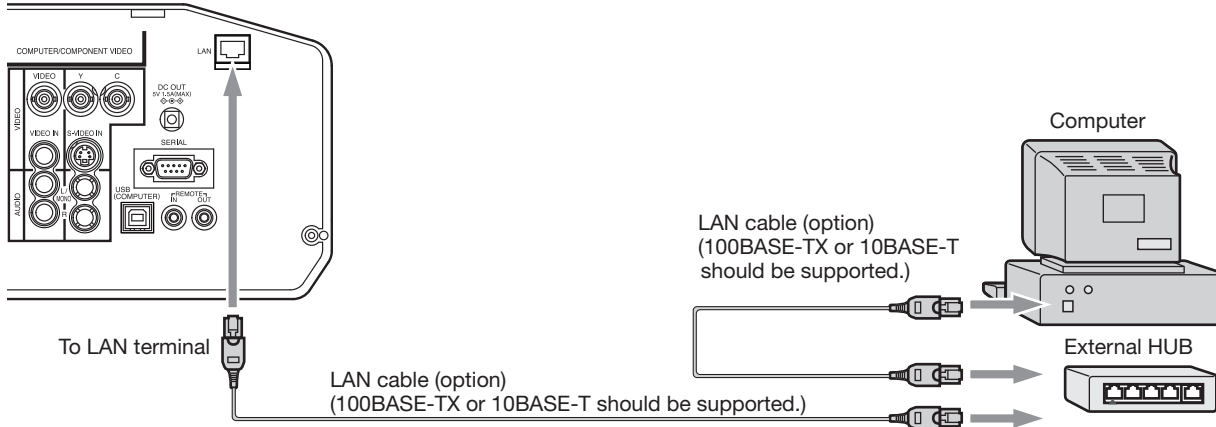 COMPUTER/COMPONENT VIDEO
LAN
VIDEO
VIDEO
Y
C
DC OUT
5V 1.5A(MAX)
VIDEO IN
S-VIDEO IN
SERIAL
AUDIO
L/
MONO
R
USB
(COMPUTER)
REMOTE
IN
OUT
To LAN terminal
LAN cable (option)
(100BASE-TX or 10BASE-T should be supported.)
LAN cable (option)
(100BASE-TX or 10BASE-T
should be supported.)
Computer
External HUB